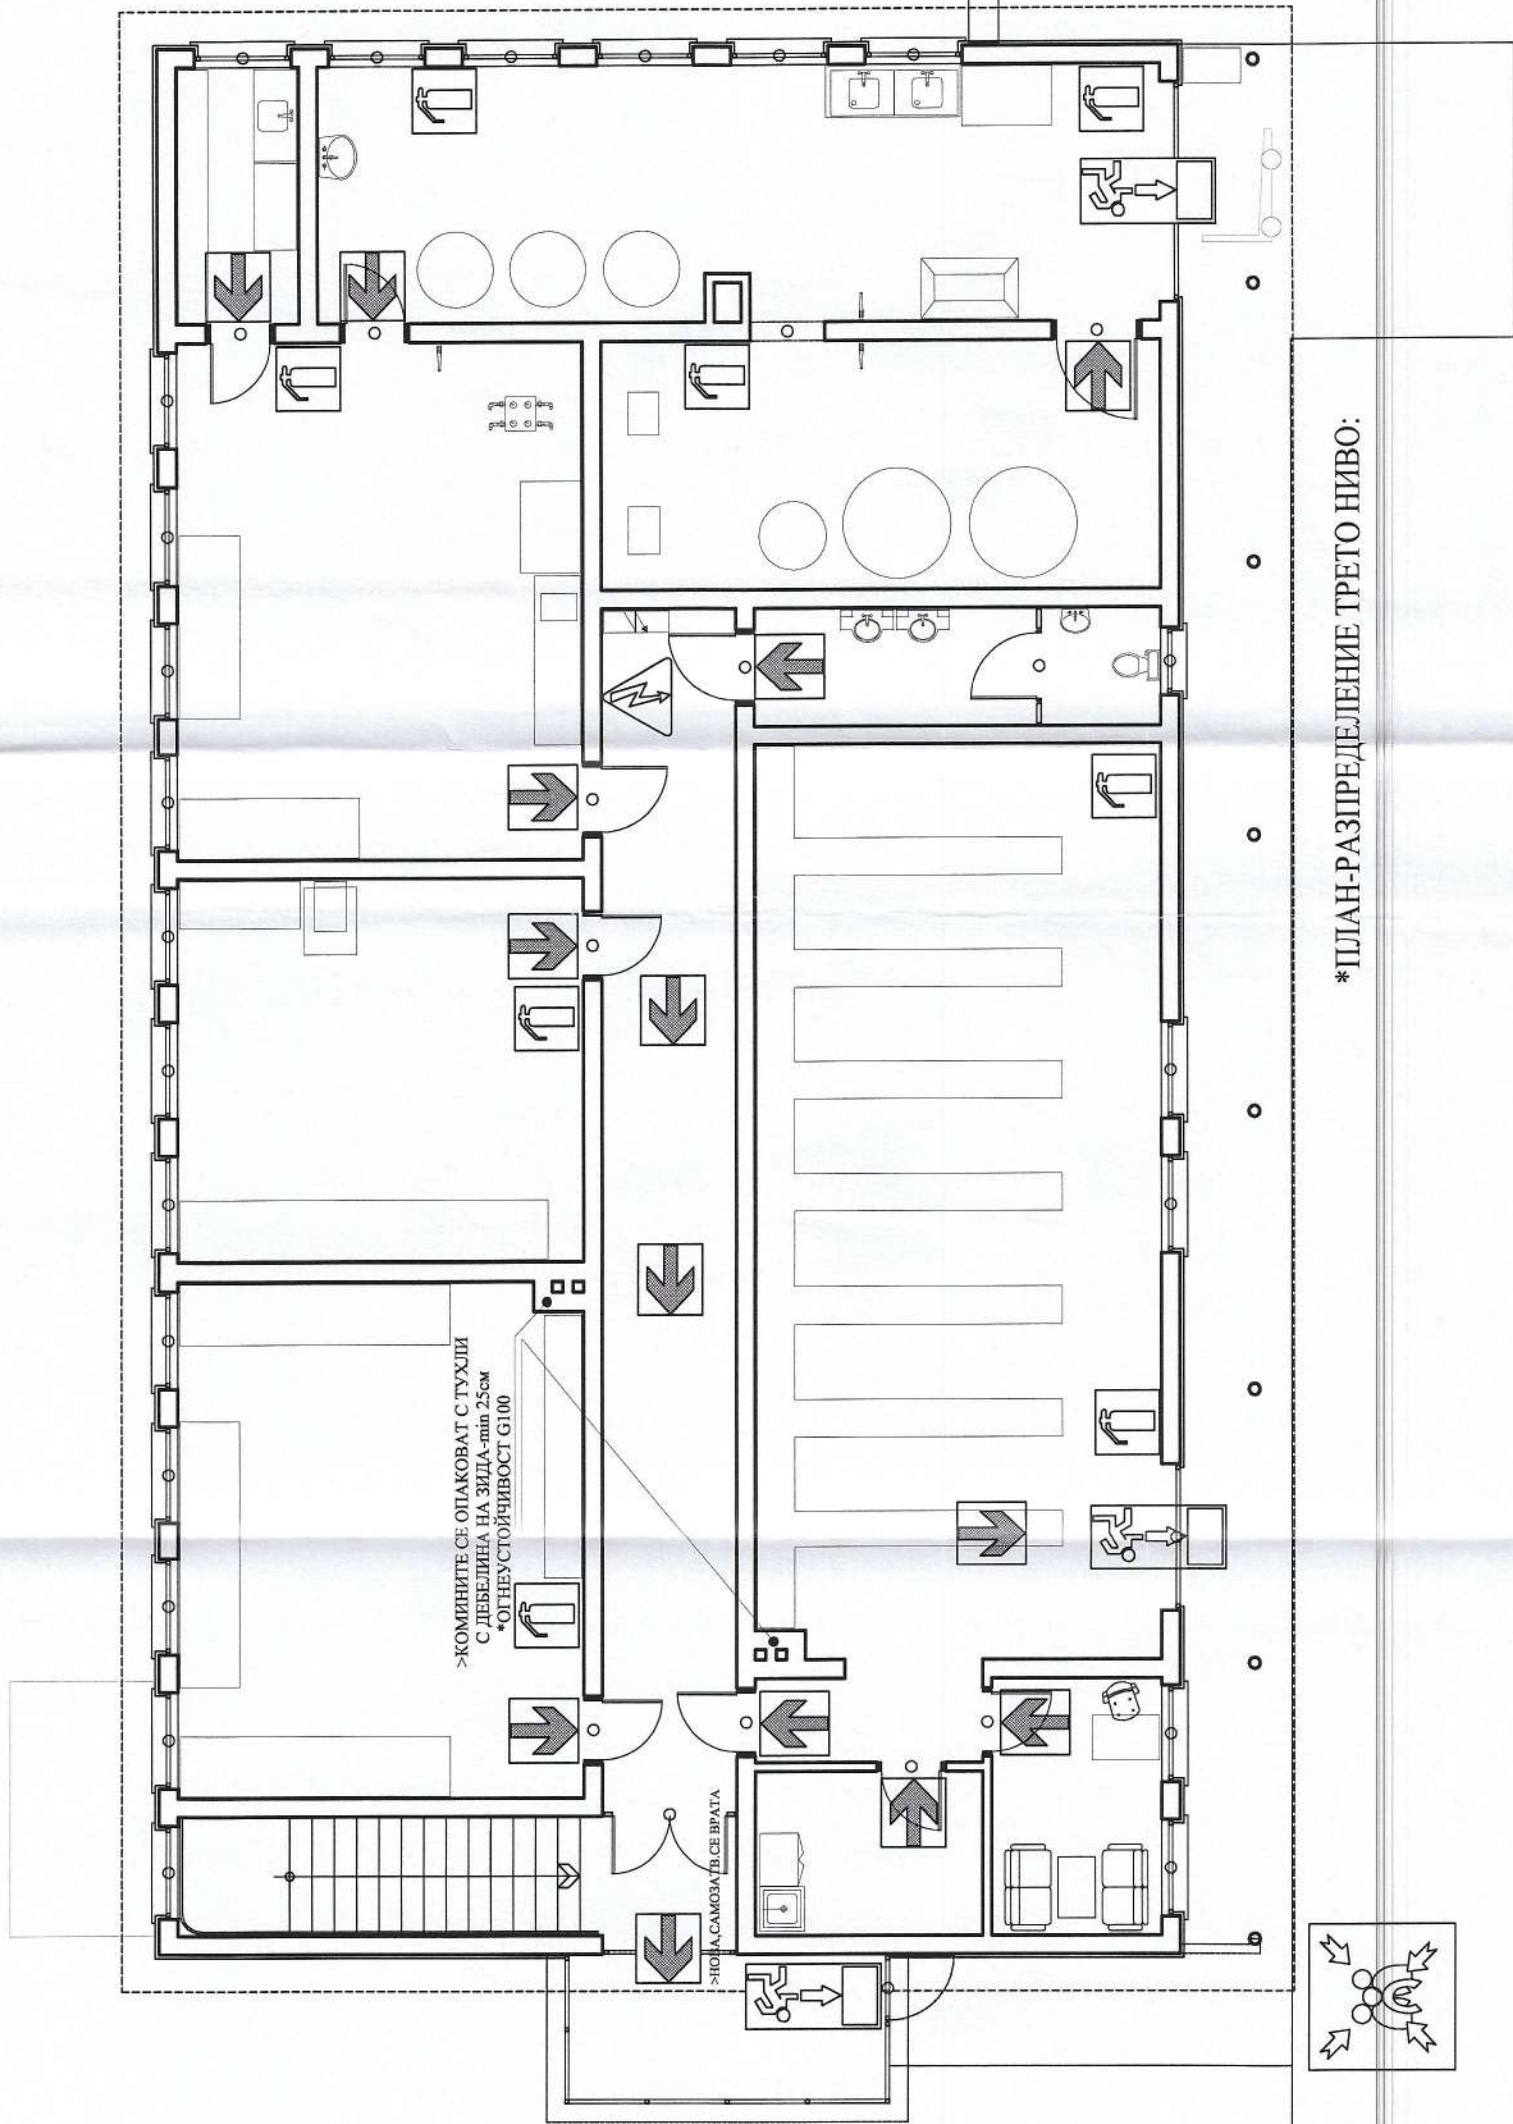 *ПЛАН-РАЗПРЕДЕЛЕНИЕ ТРЕТО НИВО:
>КОМИНИТЕ СЕ ОПАКОВАТ С ТУХЛИ
С ДЕБЕЛИНА НА ЗИДА-min 25см
*ОГНЕУСТОЙЧИВОСТ G100
>НОВА,САМОЗАТВ.СЕ ВРАТА